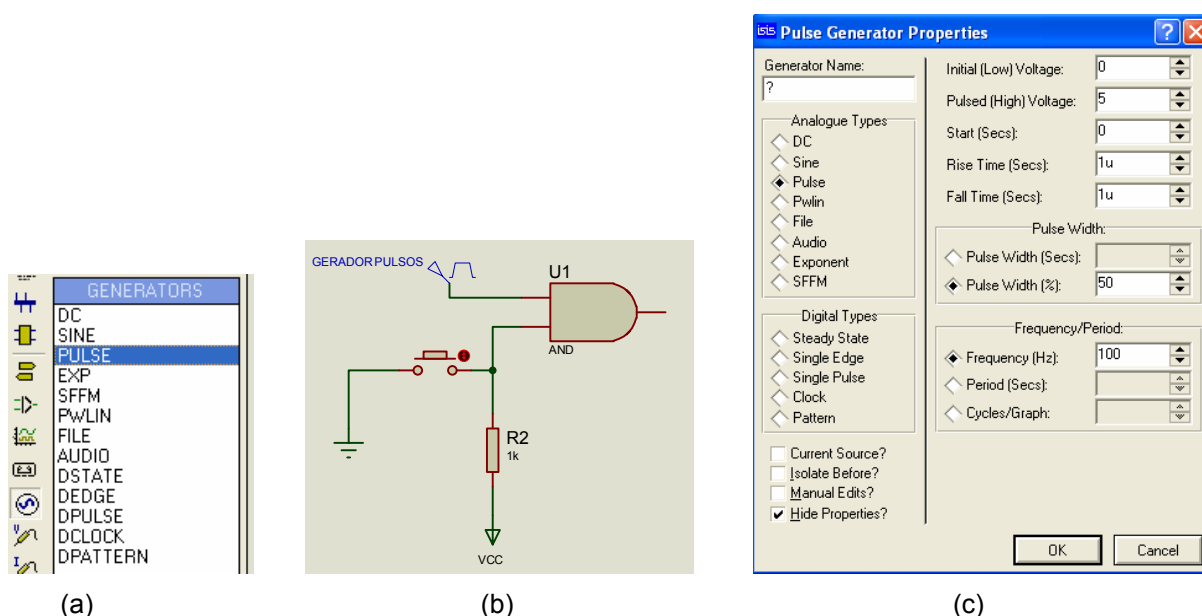 GENERATORS
DC
SINE
PULSE
EXP
SFFM
PWLIN
FILE
AUDIO
DSTATE
DEDGE
DPULSE
DCLOCK
DPATTERN
(a)
GERADOR PULSOS
U1
AND
R2
1k
VCC
(b)
isis Pulse Generator Properties
Generator Name:
?
Analogue Types
DC
Sine
Pulse
Pwlin
File
Audio
Exponent
SFFM
Digital Types
Steady State
Single Edge
Single Pulse
Clock
Pattern
Current Source?
Isolate Before?
Manual Edits?
Hide Properties?
Initial (Low) Voltage: 0
Pulsed (High) Voltage: 5
Start (Secs): 0
Rise Time (Secs): 1u
Fall Time (Secs): 1u
Pulse Width:
Pulse Width (Secs):
Pulse Width (%): 50
Frequency/Period:
Frequency (Hz): 100
Period (Secs):
Cycles/Graph:
OK Cancel
(c)